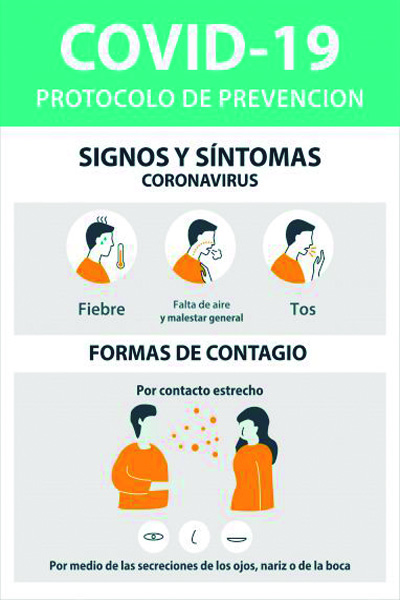 COVID-19
PROTOCOLO DE PREVENCION
SIGNOS Y SÍNTOMAS
CORONAVIRUS
Fiebre
Falta de aire
y malestar general
Tos
FORMAS DE CONTAGIO
Por contacto estrecho
Por medio de las secreciones de los ojos, nariz o de la boca